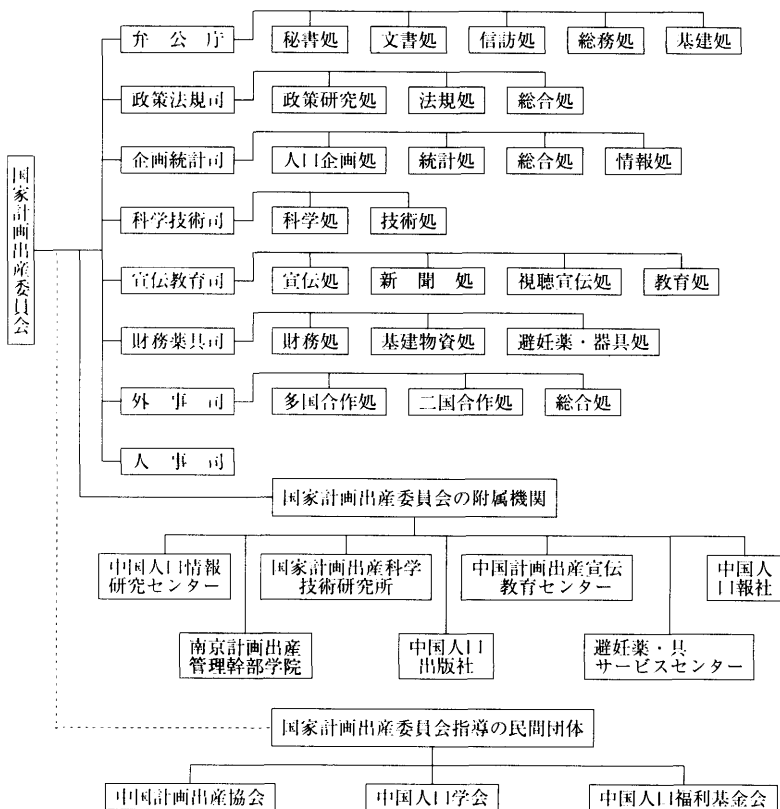 弁公庁
秘書処
文書処
信訪処
総務処
基建処
政策法規司
政策研究処
法規処
総合処
企画統計司
人口企画処
統計処
総合処
情報処
国家計画出産委員会
科学技術司
科学処
技術処
宣伝教育司
宣伝処
新聞処
視聴宣伝処
教育処
財務薬具司
財務処
基建物資処
避妊薬・器具処
外事司
多国合作処
二国合作処
総合処
人事司
国家計画出産委員会の附属機関
中国人口情報
研究センター
国家計画出産科学
技術研究所
中国計画出産宣伝
教育センター
中国人
口報社
南京計画出産
管理幹部学院
中国人口
出版社
避妊薬・具
サービスセンター
国家計画出産委員会指導の民間団体
中国計画出産協会
中国人口学会
中国人口福利基金会